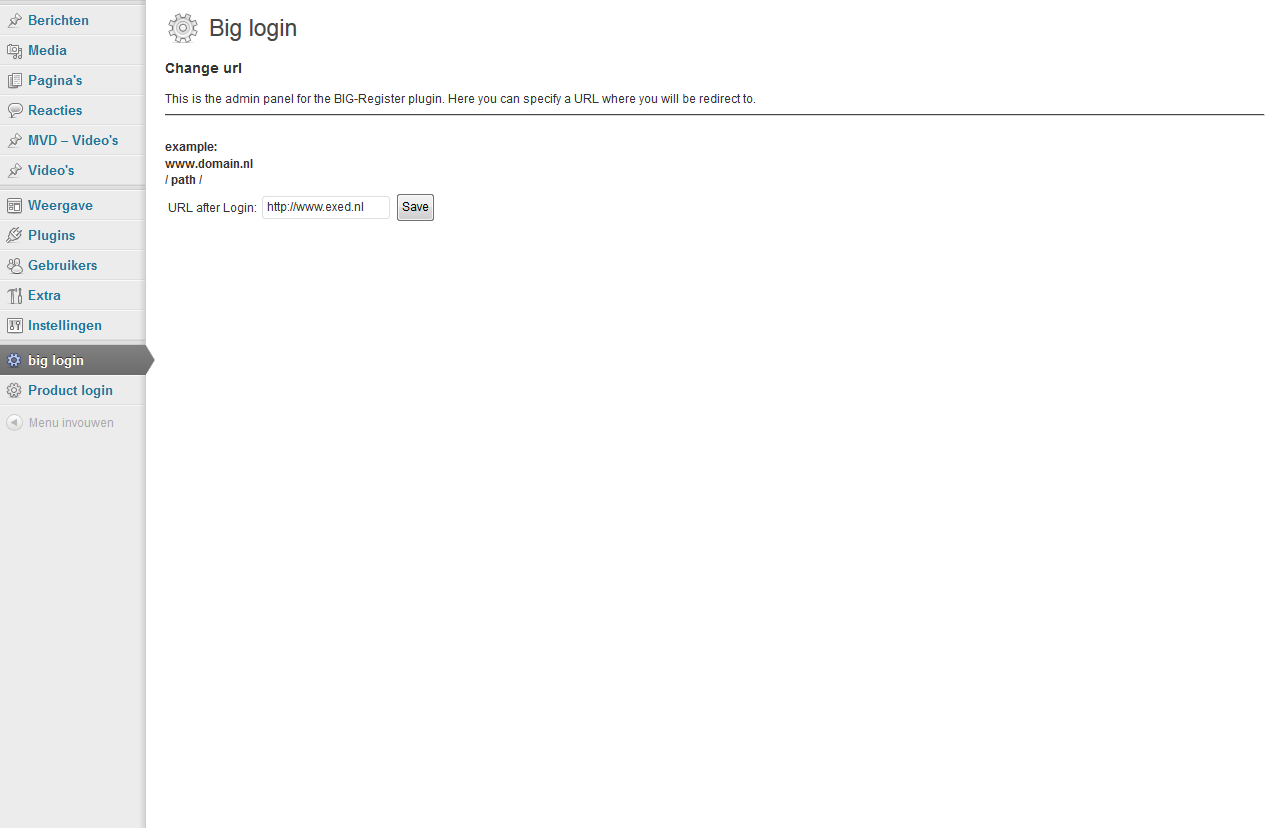 Berichten
Media
Pagina's
Reacties
MVD – Video's
Video's
Weergave
Plugins
Gebruikers
Extra
Instellingen
big login
Product login
Menu invouwen
Big login
Change url
This is the admin panel for the BIG-Register plugin. Here you can specify a URL where you will be redirect to.
example:
www.domain.nl
/ path /
URL after Login: http://www.exed.nl Save